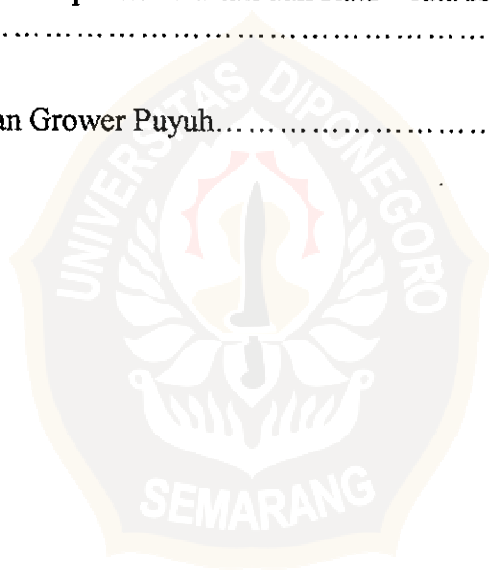 ………………………………………………
an Grower Puyuh………………………
UNIVERSITAS DIPONEGORO
SEMARANG